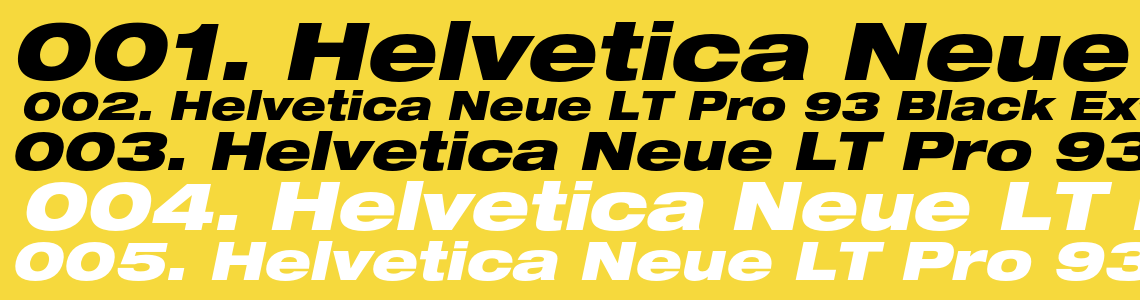 001. Helvetica Neue
002. Helvetica Neue LT Pro 93 Black Ex
003. Helvetica Neue LT Pro 93
004. Helvetica Neue LT
005. Helvetica Neue LT Pro 93